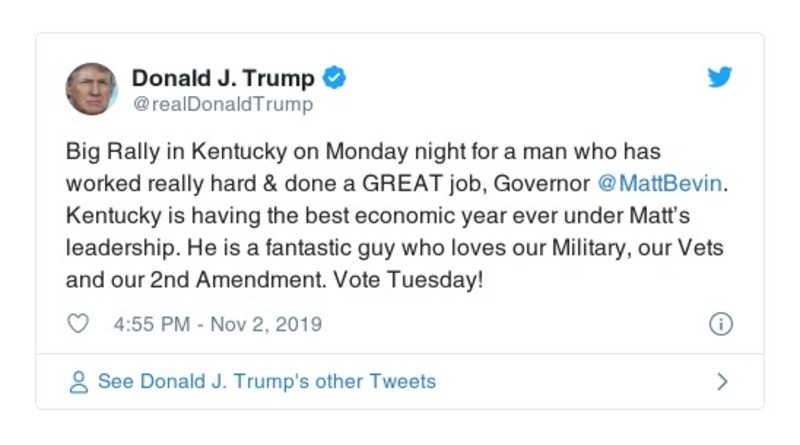 Donald J. Trump
@realDonaldTrump
Big Rally in Kentucky on Monday night for a man who has
worked really hard & done a GREAT job, Governor @MattBevin.
Kentucky is having the best economic year ever under Matt’s
leadership. He is a fantastic guy who loves our Military, our Vets
and our 2nd Amendment. Vote Tuesday!
4:55 PM - Nov 2, 2019
See Donald J. Trump's other Tweets